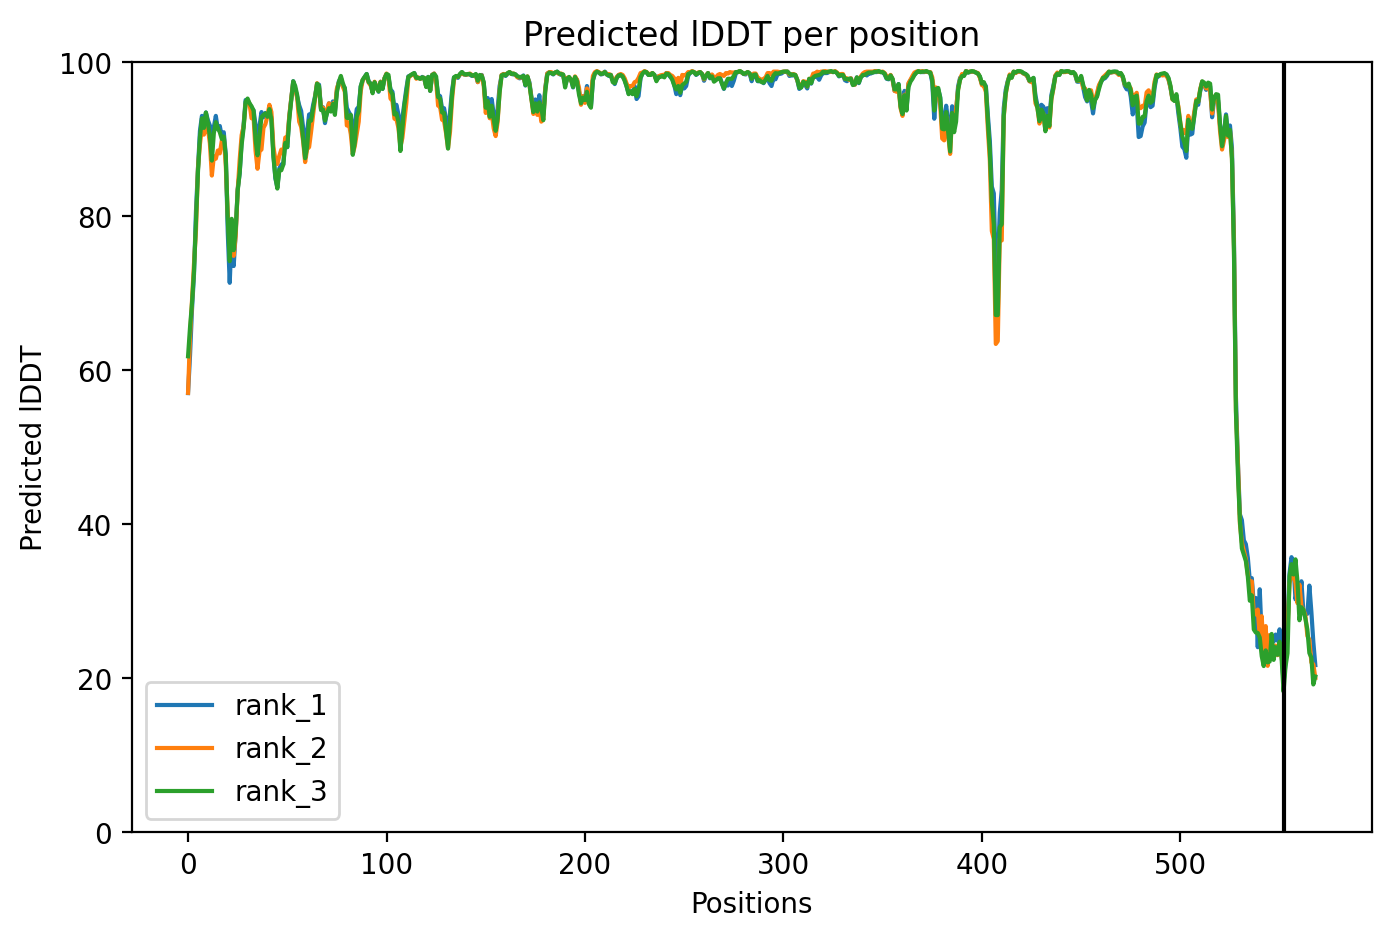 Predicted lDDT per position
Predicted lDDT
100
80
60
40
20
0
rank_1
rank_2
rank_3
0 100 200 300 400 500
Positions